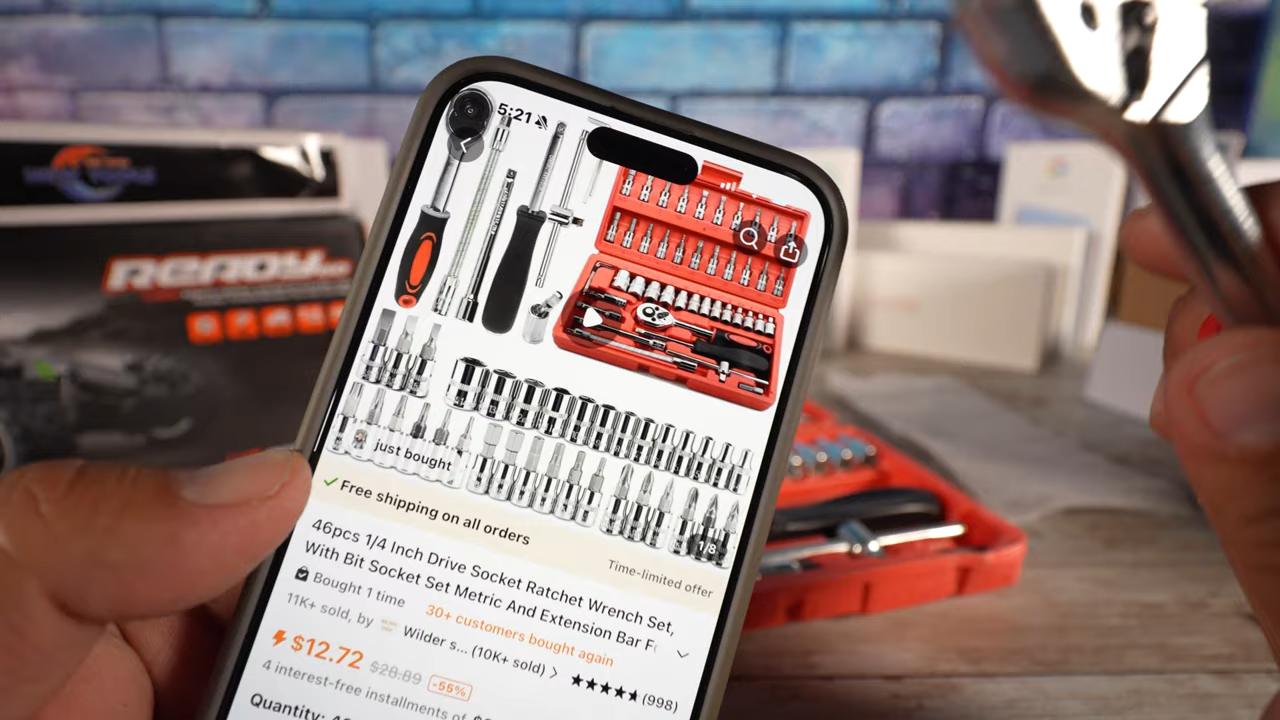 5:21
READY...
just bought
Free shipping on all orders
1/8
Time-limited offer
46pcs 1/4 Inch Drive Socket Ratchet Wrench Set,
With Bit Socket Set Metric And Extension Bar F
Bought 1 time
30+ customers bought again
11K+ sold, by
Wilder s... (10K+ sold) >
$12.72 $28.89 -55%
(998)
4 interest-free installments of
Quantity: